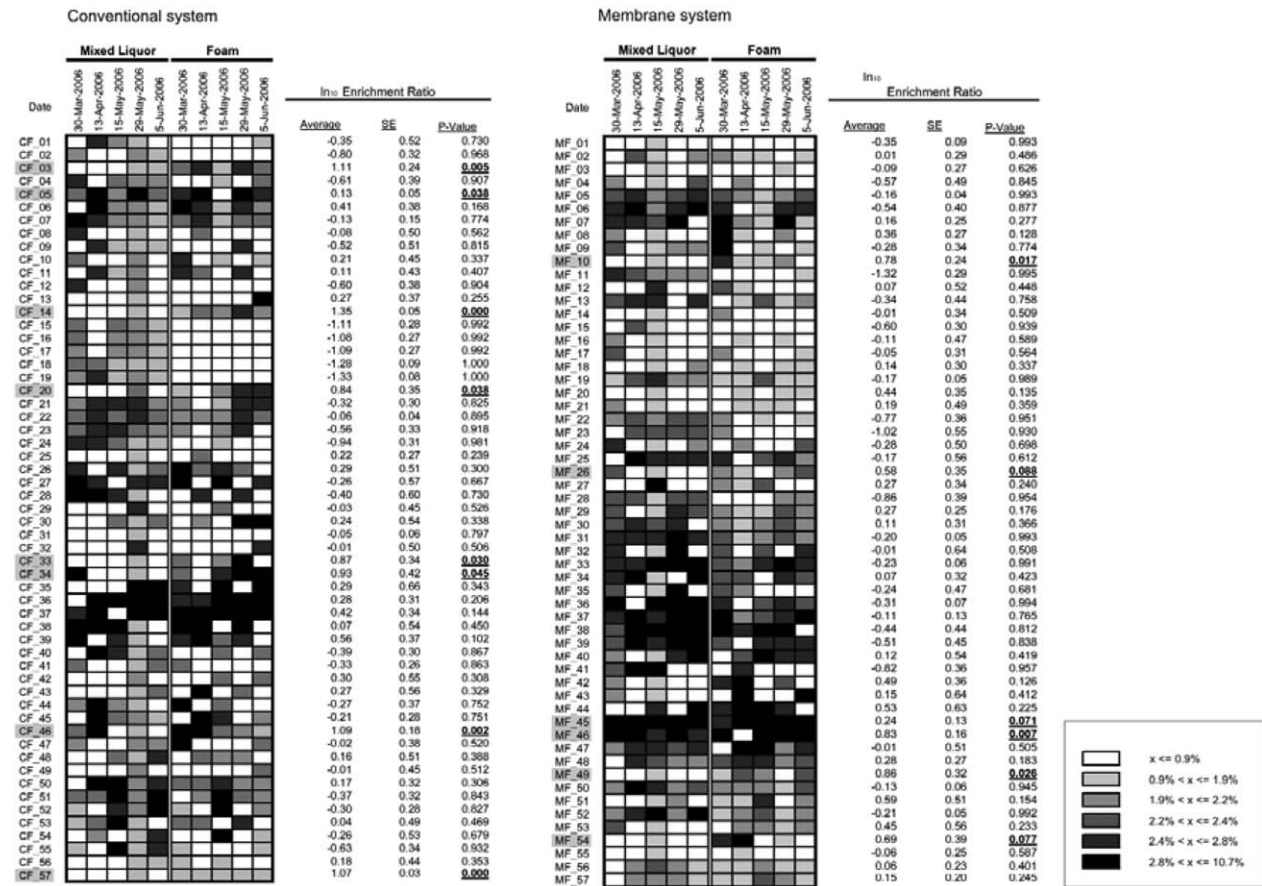 Conventional system
Mixed Liquor Foam
Date 30-Mar-2006 13-Apr-2006 15-May-2006 29-May-2006 5-Jun-2006 30-Mar-2006 13-Apr-2006 15-May-2006 29-May-2006 5-Jun-2006
ln₁₀ Enrichment Ratio
Average SE P-Value
CF_01 -0.35 0.52 0.730
CF_02 -0.80 0.32 0.968
CF_03 1.11 0.24 0.005
CF_04 -0.61 0.39 0.907
CF_05 0.13 0.05 0.038
CF_06 0.41 0.38 0.168
CF_07 -0.13 0.15 0.774
CF_08 -0.08 0.50 0.562
CF_09 -0.52 0.51 0.815
CF_10 0.21 0.45 0.337
CF_11 0.11 0.43 0.407
CF_12 -0.60 0.38 0.904
CF_13 0.27 0.37 0.255
CF_14 1.35 0.05 0.000
CF_15 -1.11 0.28 0.992
CF_16 -1.08 0.27 0.992
CF_17 -1.09 0.27 0.992
CF_18 -1.28 0.09 1.000
CF_19 -1.33 0.08 1.000
CF_20 0.84 0.35 0.038
CF_21 -0.32 0.30 0.825
CF_22 -0.06 0.04 0.895
CF_23 -0.56 0.33 0.918
CF_24 -0.94 0.31 0.981
CF_25 0.22 0.27 0.239
CF_26 0.29 0.51 0.300
CF_27 -0.26 0.57 0.667
CF_28 -0.40 0.60 0.730
CF_29 -0.03 0.45 0.526
CF_30 0.24 0.54 0.338
CF_31 -0.05 0.06 0.797
CF_32 -0.01 0.50 0.506
CF_33 0.87 0.34 0.030
CF_34 0.93 0.42 0.045
CF_35 0.29 0.66 0.343
CF_36 0.28 0.31 0.206
CF_37 0.42 0.34 0.144
CF_38 0.07 0.54 0.450
CF_39 0.56 0.37 0.102
CF_40 -0.39 0.30 0.867
CF_41 -0.33 0.26 0.863
CF_42 0.30 0.55 0.308
CF_43 0.27 0.56 0.329
CF_44 -0.27 0.37 0.752
CF_45 -0.21 0.28 0.751
CF_46 1.09 0.18 0.002
CF_47 -0.02 0.38 0.520
CF_48 0.16 0.51 0.388
CF_49 -0.01 0.45 0.512
CF_50 0.17 0.32 0.306
CF_51 -0.37 0.32 0.843
CF_52 -0.30 0.28 0.827
CF_53 0.04 0.49 0.469
CF_54 -0.26 0.53 0.679
CF_55 -0.63 0.34 0.932
CF_56 0.18 0.44 0.353
CF_57 1.07 0.03 0.000
Membrane system
Mixed Liquor Foam
Date 30-Mar-2006 13-Apr-2006 15-May-2006 29-May-2006 5-Jun-2006 30-Mar-2006 13-Apr-2006 15-May-2006 29-May-2006 5-Jun-2006
ln₁₀
Enrichment Ratio
Average SE P-Value
MF_01 -0.35 0.09 0.993
MF_02 0.01 0.29 0.486
MF_03 -0.09 0.27 0.626
MF_04 -0.57 0.49 0.845
MF_05 -0.16 0.04 0.993
MF_06 -0.54 0.40 0.877
MF_07 0.16 0.25 0.277
MF_08 0.36 0.27 0.128
MF_09 -0.28 0.34 0.774
MF_10 0.78 0.24 0.017
MF_11 -1.32 0.29 0.995
MF_12 0.07 0.52 0.448
MF_13 -0.34 0.44 0.758
MF_14 -0.01 0.34 0.509
MF_15 -0.60 0.30 0.939
MF_16 -0.11 0.47 0.589
MF_17 -0.05 0.31 0.564
MF_18 0.14 0.30 0.337
MF_19 -0.17 0.05 0.989
MF_20 0.44 0.35 0.135
MF_21 0.19 0.49 0.359
MF_22 -0.77 0.36 0.951
MF_23 -1.02 0.55 0.930
MF_24 -0.28 0.50 0.698
MF_25 -0.17 0.56 0.612
MF_26 0.58 0.35 0.088
MF_27 0.27 0.34 0.240
MF_28 -0.86 0.39 0.954
MF_29 0.27 0.25 0.176
MF_30 0.11 0.31 0.366
MF_31 -0.20 0.05 0.993
MF_32 -0.01 0.64 0.508
MF_33 -0.23 0.06 0.991
MF_34 0.07 0.32 0.423
MF_35 -0.24 0.47 0.681
MF_36 -0.31 0.07 0.994
MF_37 -0.11 0.13 0.765
MF_38 -0.44 0.44 0.812
MF_39 -0.51 0.45 0.838
MF_40 0.12 0.54 0.419
MF_41 -0.82 0.36 0.957
MF_42 0.49 0.36 0.126
MF_43 0.15 0.64 0.412
MF_44 0.53 0.63 0.225
MF_45 0.24 0.13 0.071
MF_46 0.83 0.16 0.007
MF_47 -0.01 0.51 0.505
MF_48 0.28 0.27 0.183
MF_49 0.86 0.32 0.026
MF_50 -0.13 0.06 0.945
MF_51 0.59 0.51 0.154
MF_52 -0.21 0.05 0.992
MF_53 0.45 0.56 0.233
MF_54 0.69 0.39 0.077
MF_55 -0.06 0.25 0.587
MF_56 0.06 0.23 0.401
MF_57 0.15 0.20 0.245
x <= 0.9%
0.9% < x <= 1.9%
1.9% < x <= 2.2%
2.2% < x <= 2.4%
2.4% < x <= 2.8%
2.8% < x <= 10.7%